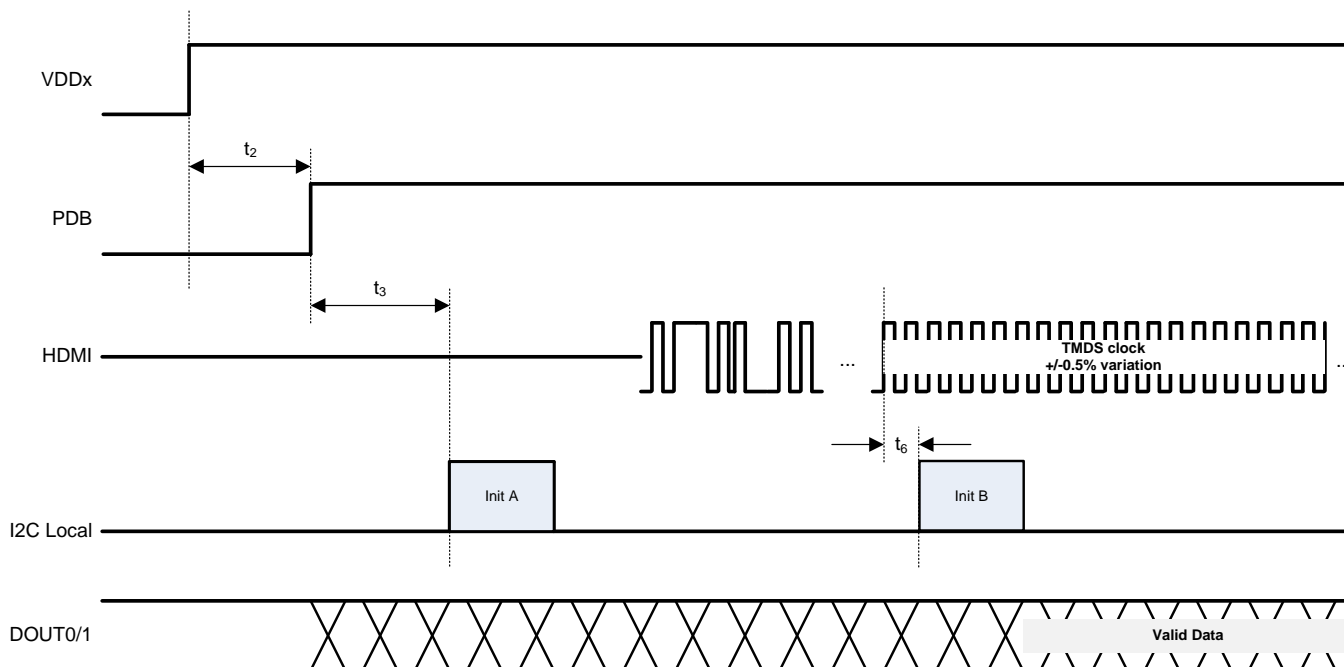 VDDx
t₂
PDB
t₃
HDMI
...
TMDS clock
+/-0.5% variation
...
t₆
Init A
Init B
I2C Local
DOUT0/1
Valid Data